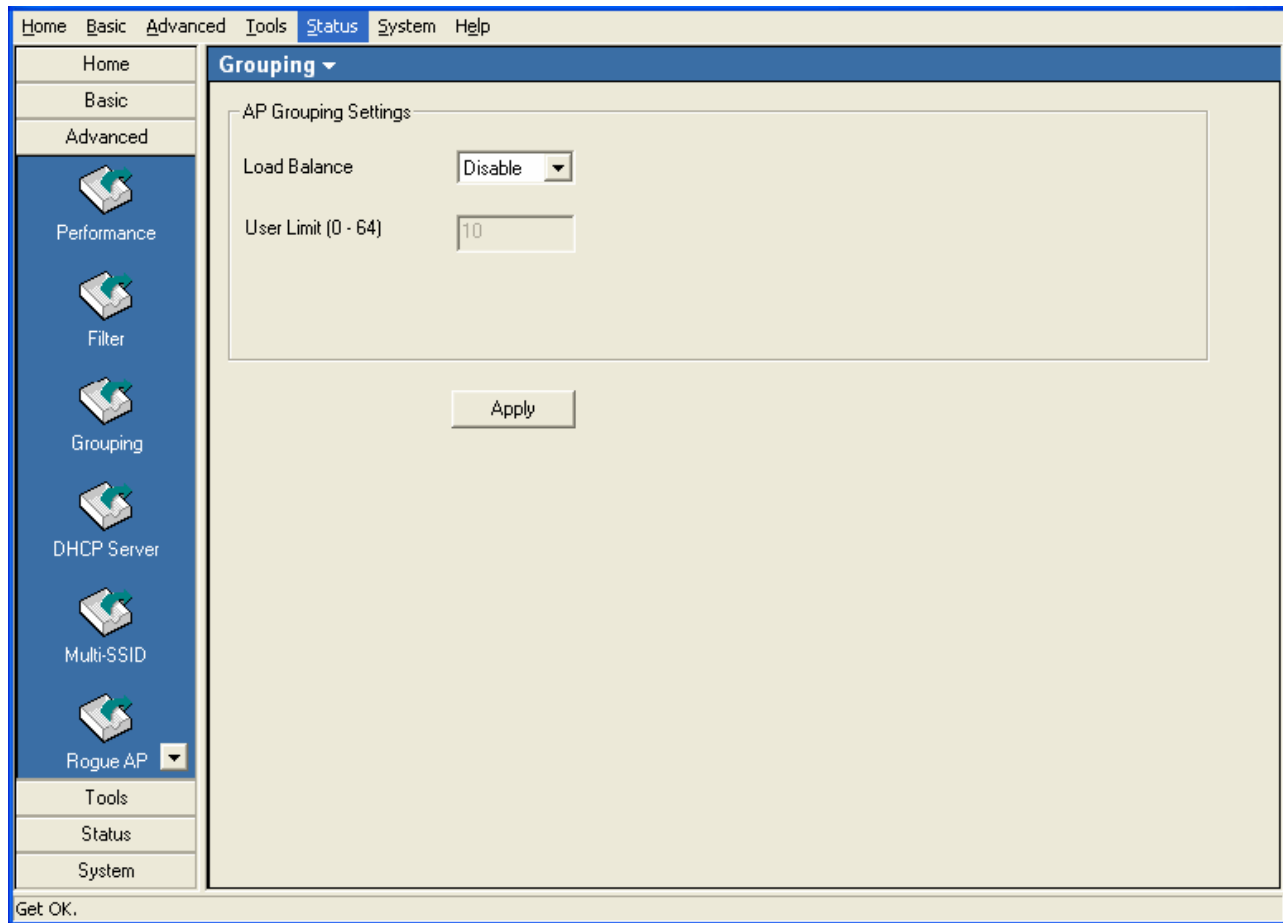 Home Basic Advanced Tools Status System Help
Home
Basic
Advanced
Performance
Filter
Grouping
DHCP Server
Multi-SSID
Rogue AP
Tools
Status
System
Grouping
AP Grouping Settings
Load Balance Disable
User Limit (0 - 64) 10
Apply
Get OK.